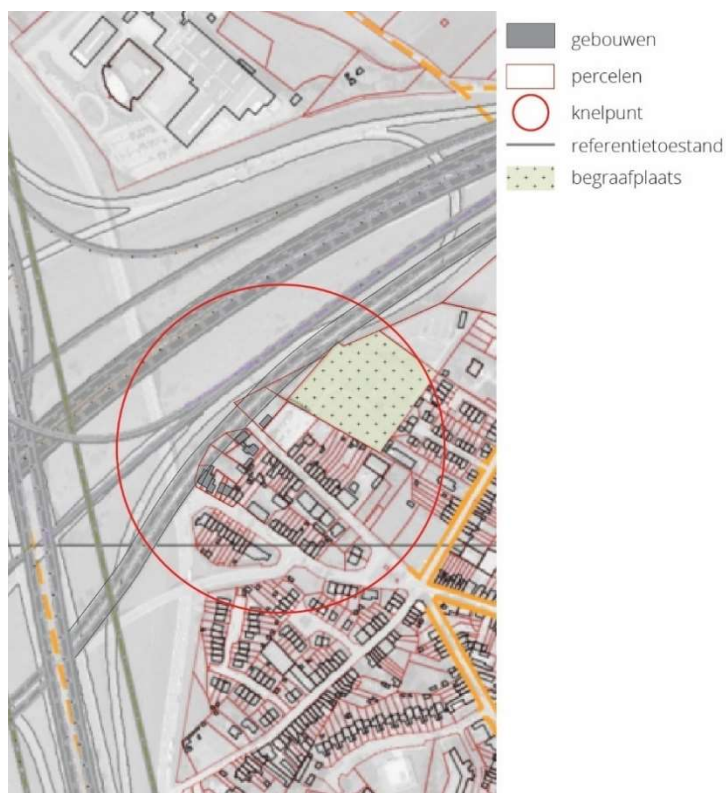 gebouwen
percelen
knelpunt
referentietoestand
begraafplaats